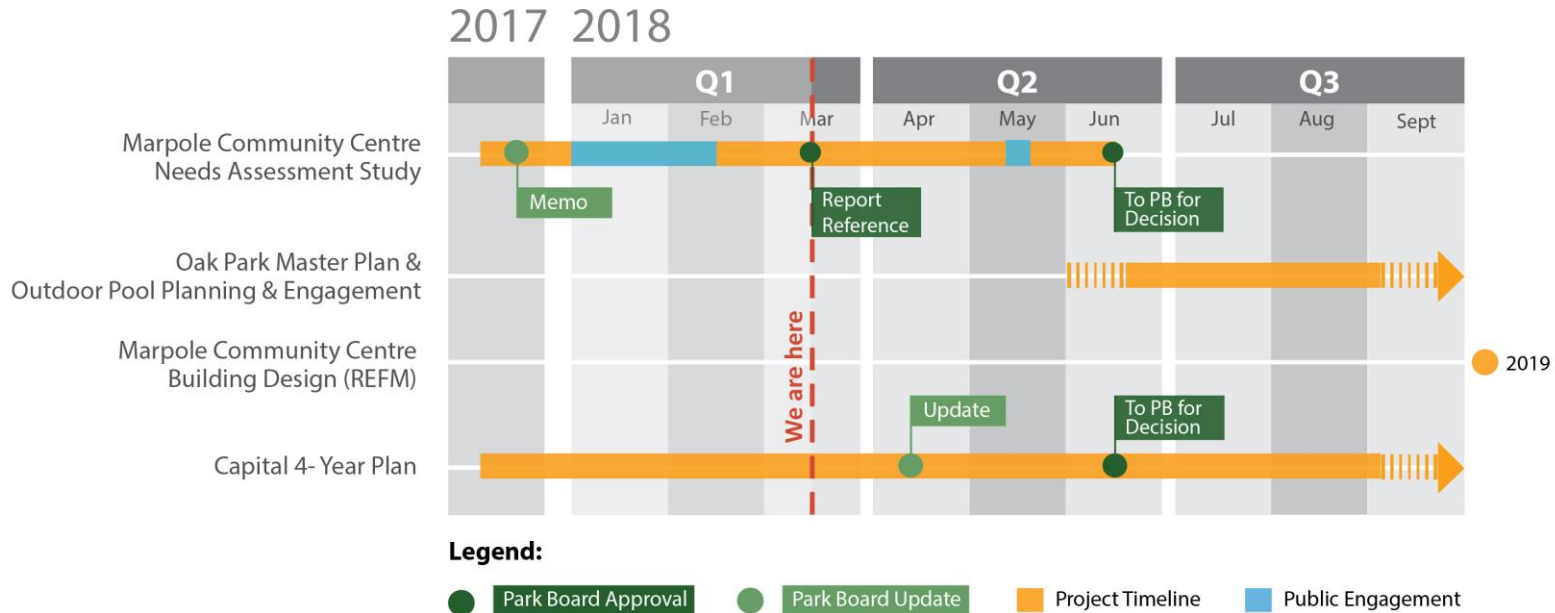 2017 2018
Q1 Q2 Q3
Jan Feb Mar Apr May Jun Jul Aug Sept
Marpole Community Centre
Needs Assessment Study
Memo
Report
Reference
To PB for
Decision
Oak Park Master Plan &
Outdoor Pool Planning & Engagement
Marpole Community Centre
Building Design (REFM)
2019
We are here
Update
To PB for
Decision
Capital 4- Year Plan
Legend:
Park Board Approval Park Board Update Project Timeline Public Engagement